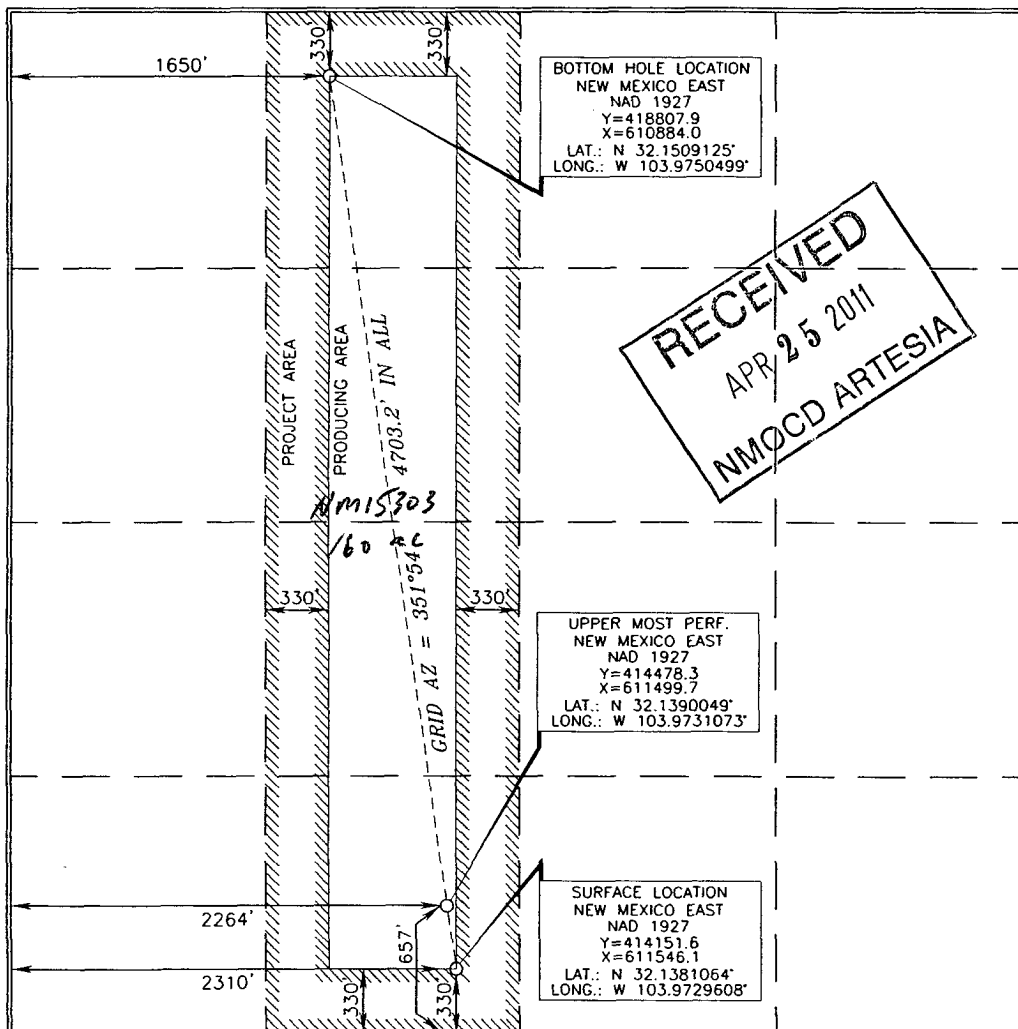 330'
330'
1650'
BOTTOM HOLE LOCATION
NEW MEXICO EAST
NAD 1927
Y=418807.9
X=610884.0
LAT.: N 32.1509125°
LONG.: W 103.9750499°
RECEIVED
APR 25 2011
NMOCD ARTESIA
PROJECT AREA
PRODUCING AREA
4703.2' IN ALL
NM15303
160 ac
GRID AZ = 351°54'
330'
330'
UPPER MOST PERF.
NEW MEXICO EAST
NAD 1927
Y=414478.3
X=611499.7
LAT.: N 32.1390049°
LONG.: W 103.9731073°
2264'
657'
2310'
330'
330'
SURFACE LOCATION
NEW MEXICO EAST
NAD 1927
Y=414151.6
X=611546.1
LAT.: N 32.1381064°
LONG.: W 103.9729608°